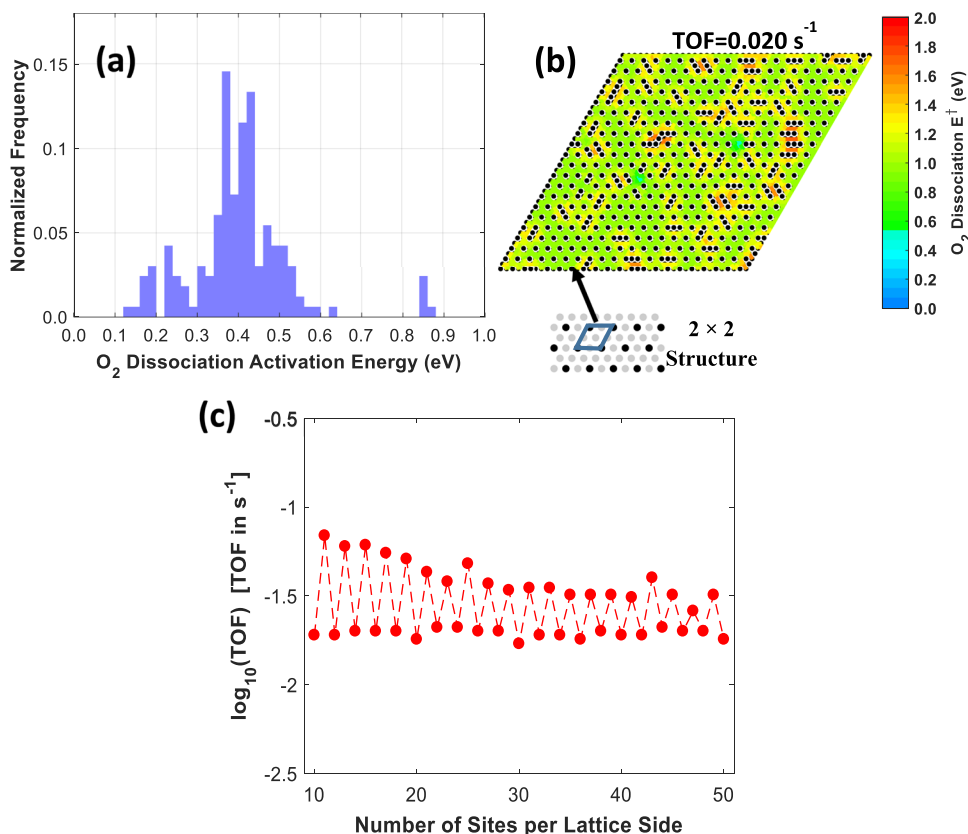 (a)
0.15
0.1
0.05
0
0.0 0.1 0.2 0.3 0.4 0.5 0.6 0.7 0.8 0.9 1.0
Normalized Frequency
O2 Dissociation Activation Energy (eV)
(b)
TOF=0.020 s-1
2 × 2
Structure
2.0
1.8
1.6
1.4
1.2
1.0
0.8
0.6
0.4
0.2
0.0
O2 Dissociation E† (eV)
(c)
-0.5
-1
-1.5
-2
-2.5
10 20 30 40 50
log10(TOF) [TOF in s-1]
Number of Sites per Lattice Side